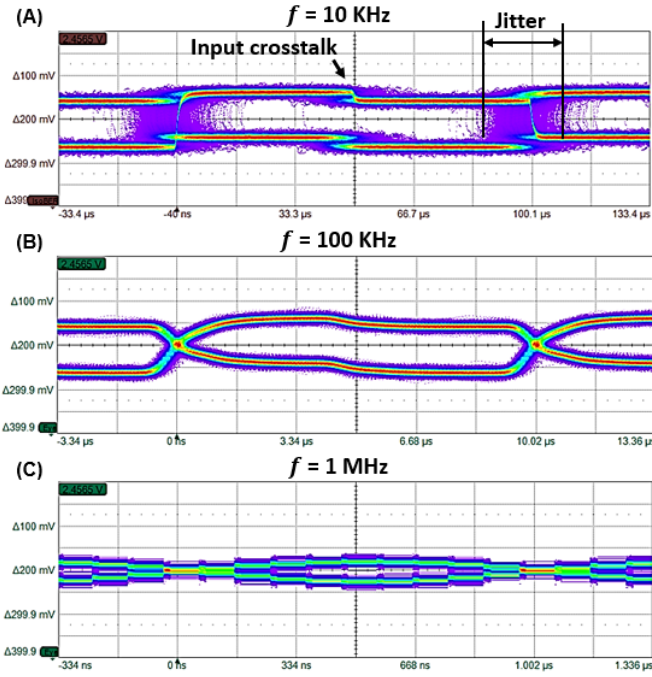 (A)
f = 10 KHz
2.4565 V
Input crosstalk
Jitter
Δ100 mV
Δ200 mV
Δ299.9 mV
Δ399.
-33.4 µs
-40 ns
33.3 µs
66.7 µs
100.1 µs
133.4 µs
(B)
f = 100 KHz
2.4565 V
Δ100 mV
Δ200 mV
Δ299.9 mV
Δ399.9
-3.34 µs
0 ns
3.34 µs
6.68 µs
10.02 µs
13.36 µs
(C)
f = 1 MHz
2.4565 V
Δ100 mV
Δ200 mV
Δ299.9 mV
Δ399.9
-334 ns
0 ns
334 ns
668 ns
1.002 µs
1.336 µs